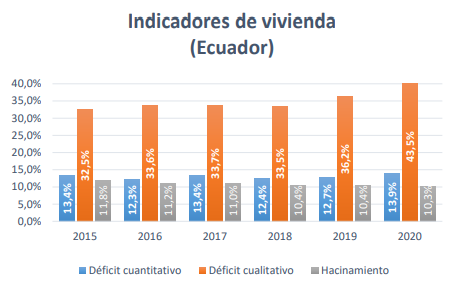 Indicadores de vivienda
(Ecuador)
40,0%
35,0%
30,0%
25,0%
20,0%
15,0%
10,0%
5,0%
0,0%
13,4% 32,5% 11,8%
12,3% 33,6% 11,2%
13,4% 33,7% 11,0%
12,4% 33,5% 10,4%
12,7% 36,2% 10,4%
13,9% 43,5% 10,3%
2015 2016 2017 2018 2019 2020
Déficit cuantitativo Déficit cualitativo Hacinamiento